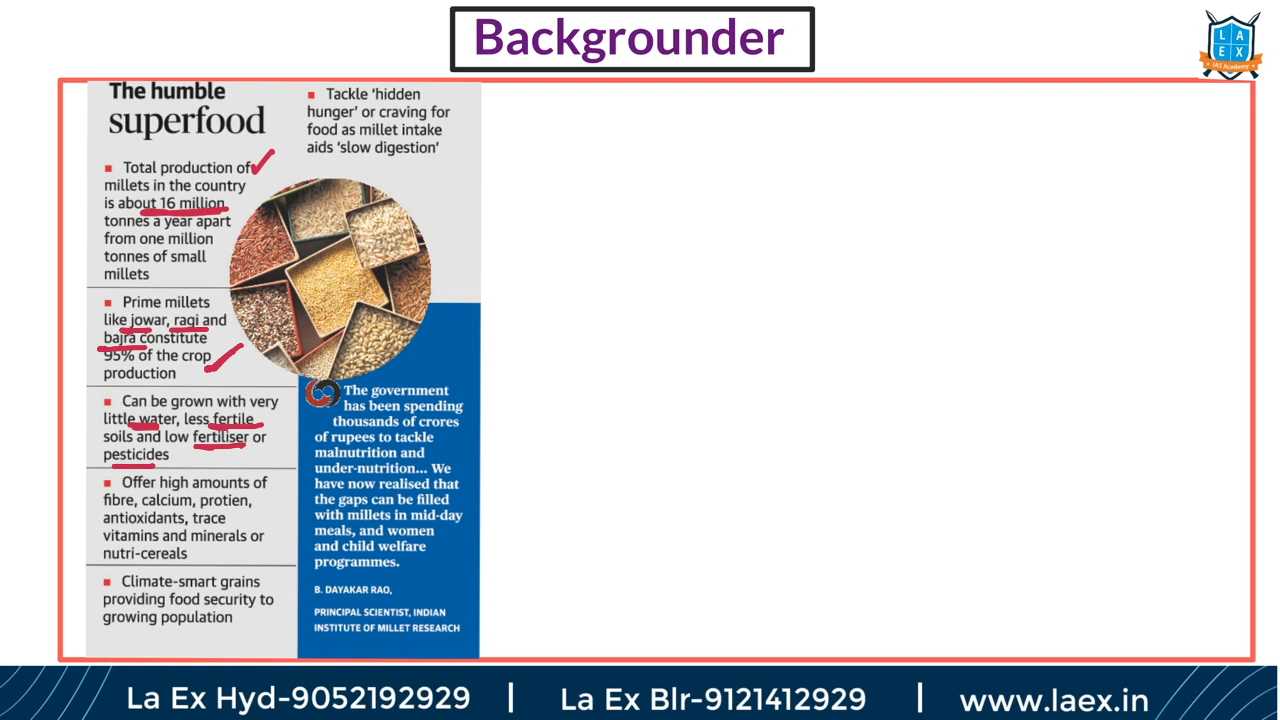 Backgrounder
L A
E X
IAS Academy
The humble
superfood
Total production of
millets in the country
is about 16 million
tonnes a year apart
from one million
tonnes of small
millets
Prime millets
like jowar, ragi and
bajra constitute
95% of the crop
production
Can be grown with very
little water, less fertile
soils and low fertiliser or
pesticides
Offer high amounts of
fibre, calcium, protien,
antioxidants, trace
vitamins and minerals or
nutri-cereals
Climate-smart grains
providing food security to
growing population
Tackle ‘hidden
hunger’ or craving for
food as millet intake
aids ‘slow digestion’
The government
has been spending
thousands of crores
of rupees to tackle
malnutrition and
under-nutrition... We
have now realised that
the gaps can be filled
with millets in mid-day
meals, and women
and child welfare
programmes.
B. DAYAKAR RAO,
PRINCIPAL SCIENTIST, INDIAN
INSTITUTE OF MILLET RESEARCH
La Ex Hyd-9052192929 | La Ex Blr-9121412929 | www.laex.in